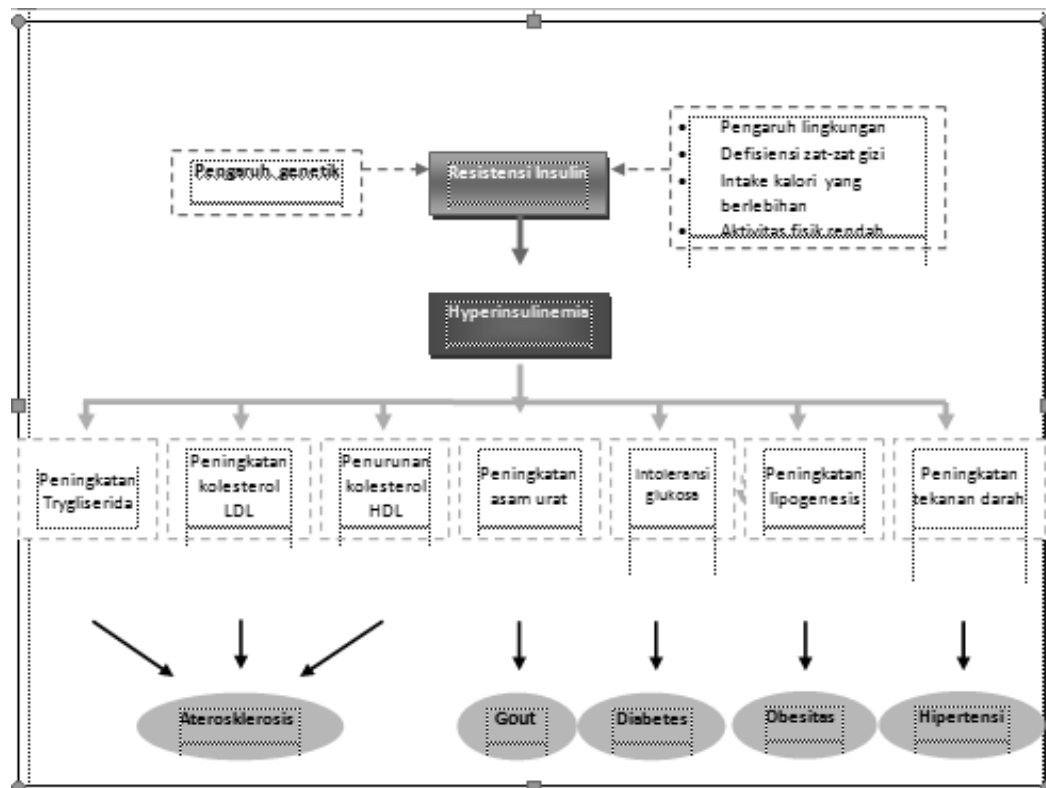 Pengaruh genetik
Resistensi Insulin
• Pengaruh lingkungan
• Defisiensi zat-zat gizi
• Intake kalori yang
berlebihan
• Aktivitas fisik rendah
Hyperinsulinemia
Peningkatan
Trygliserida
Peningkatan
kolesterol
LDL
Penurunan
kolesterol
HDL
Peningkatan
asam urat
Intoleransi
glukosa
Peningkatan
lipogenesis
Peningkatan
tekanan darah
Aterosklerosis
Gout
Diabetes
Obesitas
Hipertensi